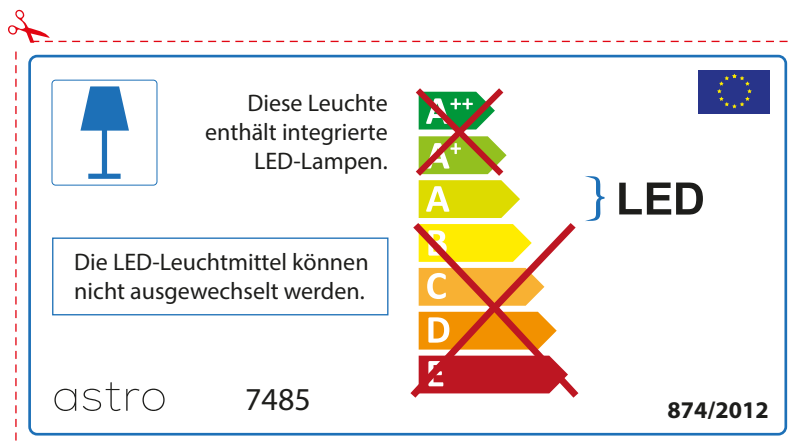 Diese Leuchte
enthält integrierte
LED-Lampen.
A++
A+
A
LED
B
C
D
E
Die LED-Leuchtmittel können
nicht ausgewechselt werden.
astro
7485
874/2012